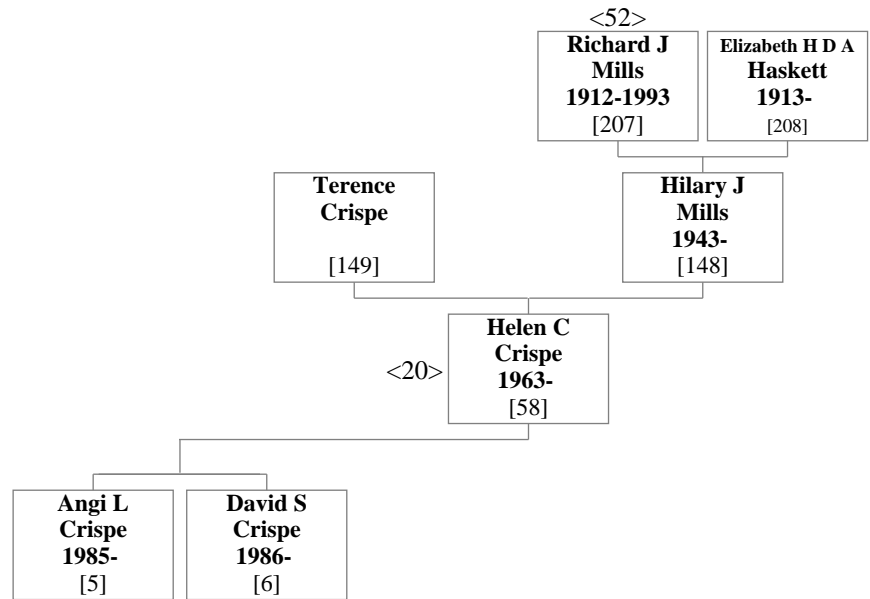 <52>
Richard J
Mills
1912-1993
[207]
Elizabeth H D A
Haskett
1913-
[208]
Terence
Crispe
[149]
Hilary J
Mills
1943-
[148]
<20>
Helen C
Crispe
1963-
[58]
Angi L
Crispe
1985-
[5]
David S
Crispe
1986-
[6]